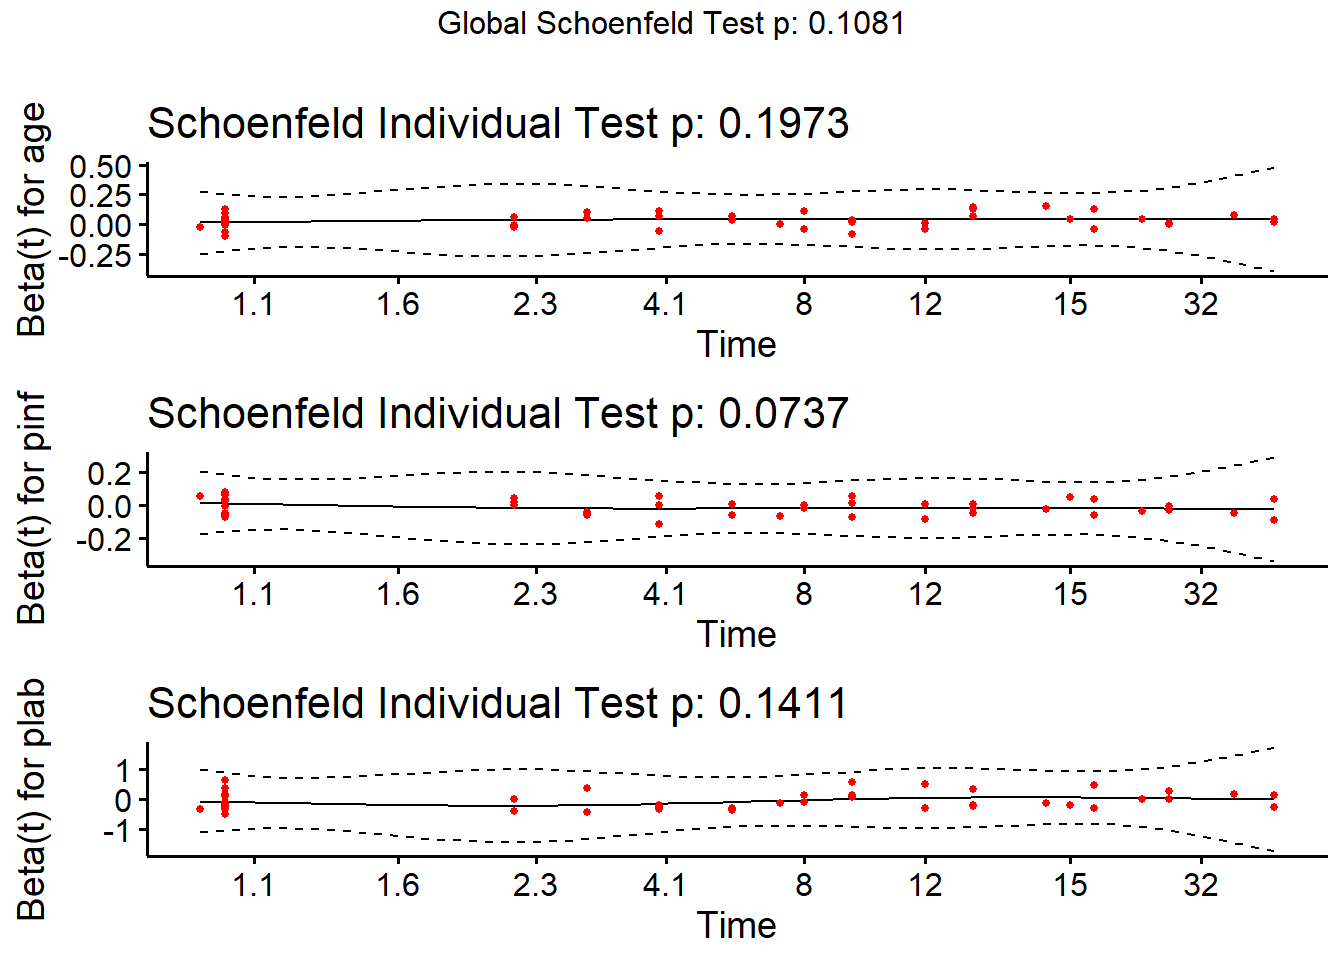 Global Schoenfeld Test p: 0.1081
Schoenfeld Individual Test p: 0.1973
Beta(t) for age
0.50
0.25
0.00
-0.25
1.1 1.6 2.3 4.1 8 12 15 32
Time
Schoenfeld Individual Test p: 0.0737
Beta(t) for pinf
0.2
0.0
-0.2
1.1 1.6 2.3 4.1 8 12 15 32
Time
Schoenfeld Individual Test p: 0.1411
Beta(t) for plab
1
0
-1
1.1 1.6 2.3 4.1 8 12 15 32
Time